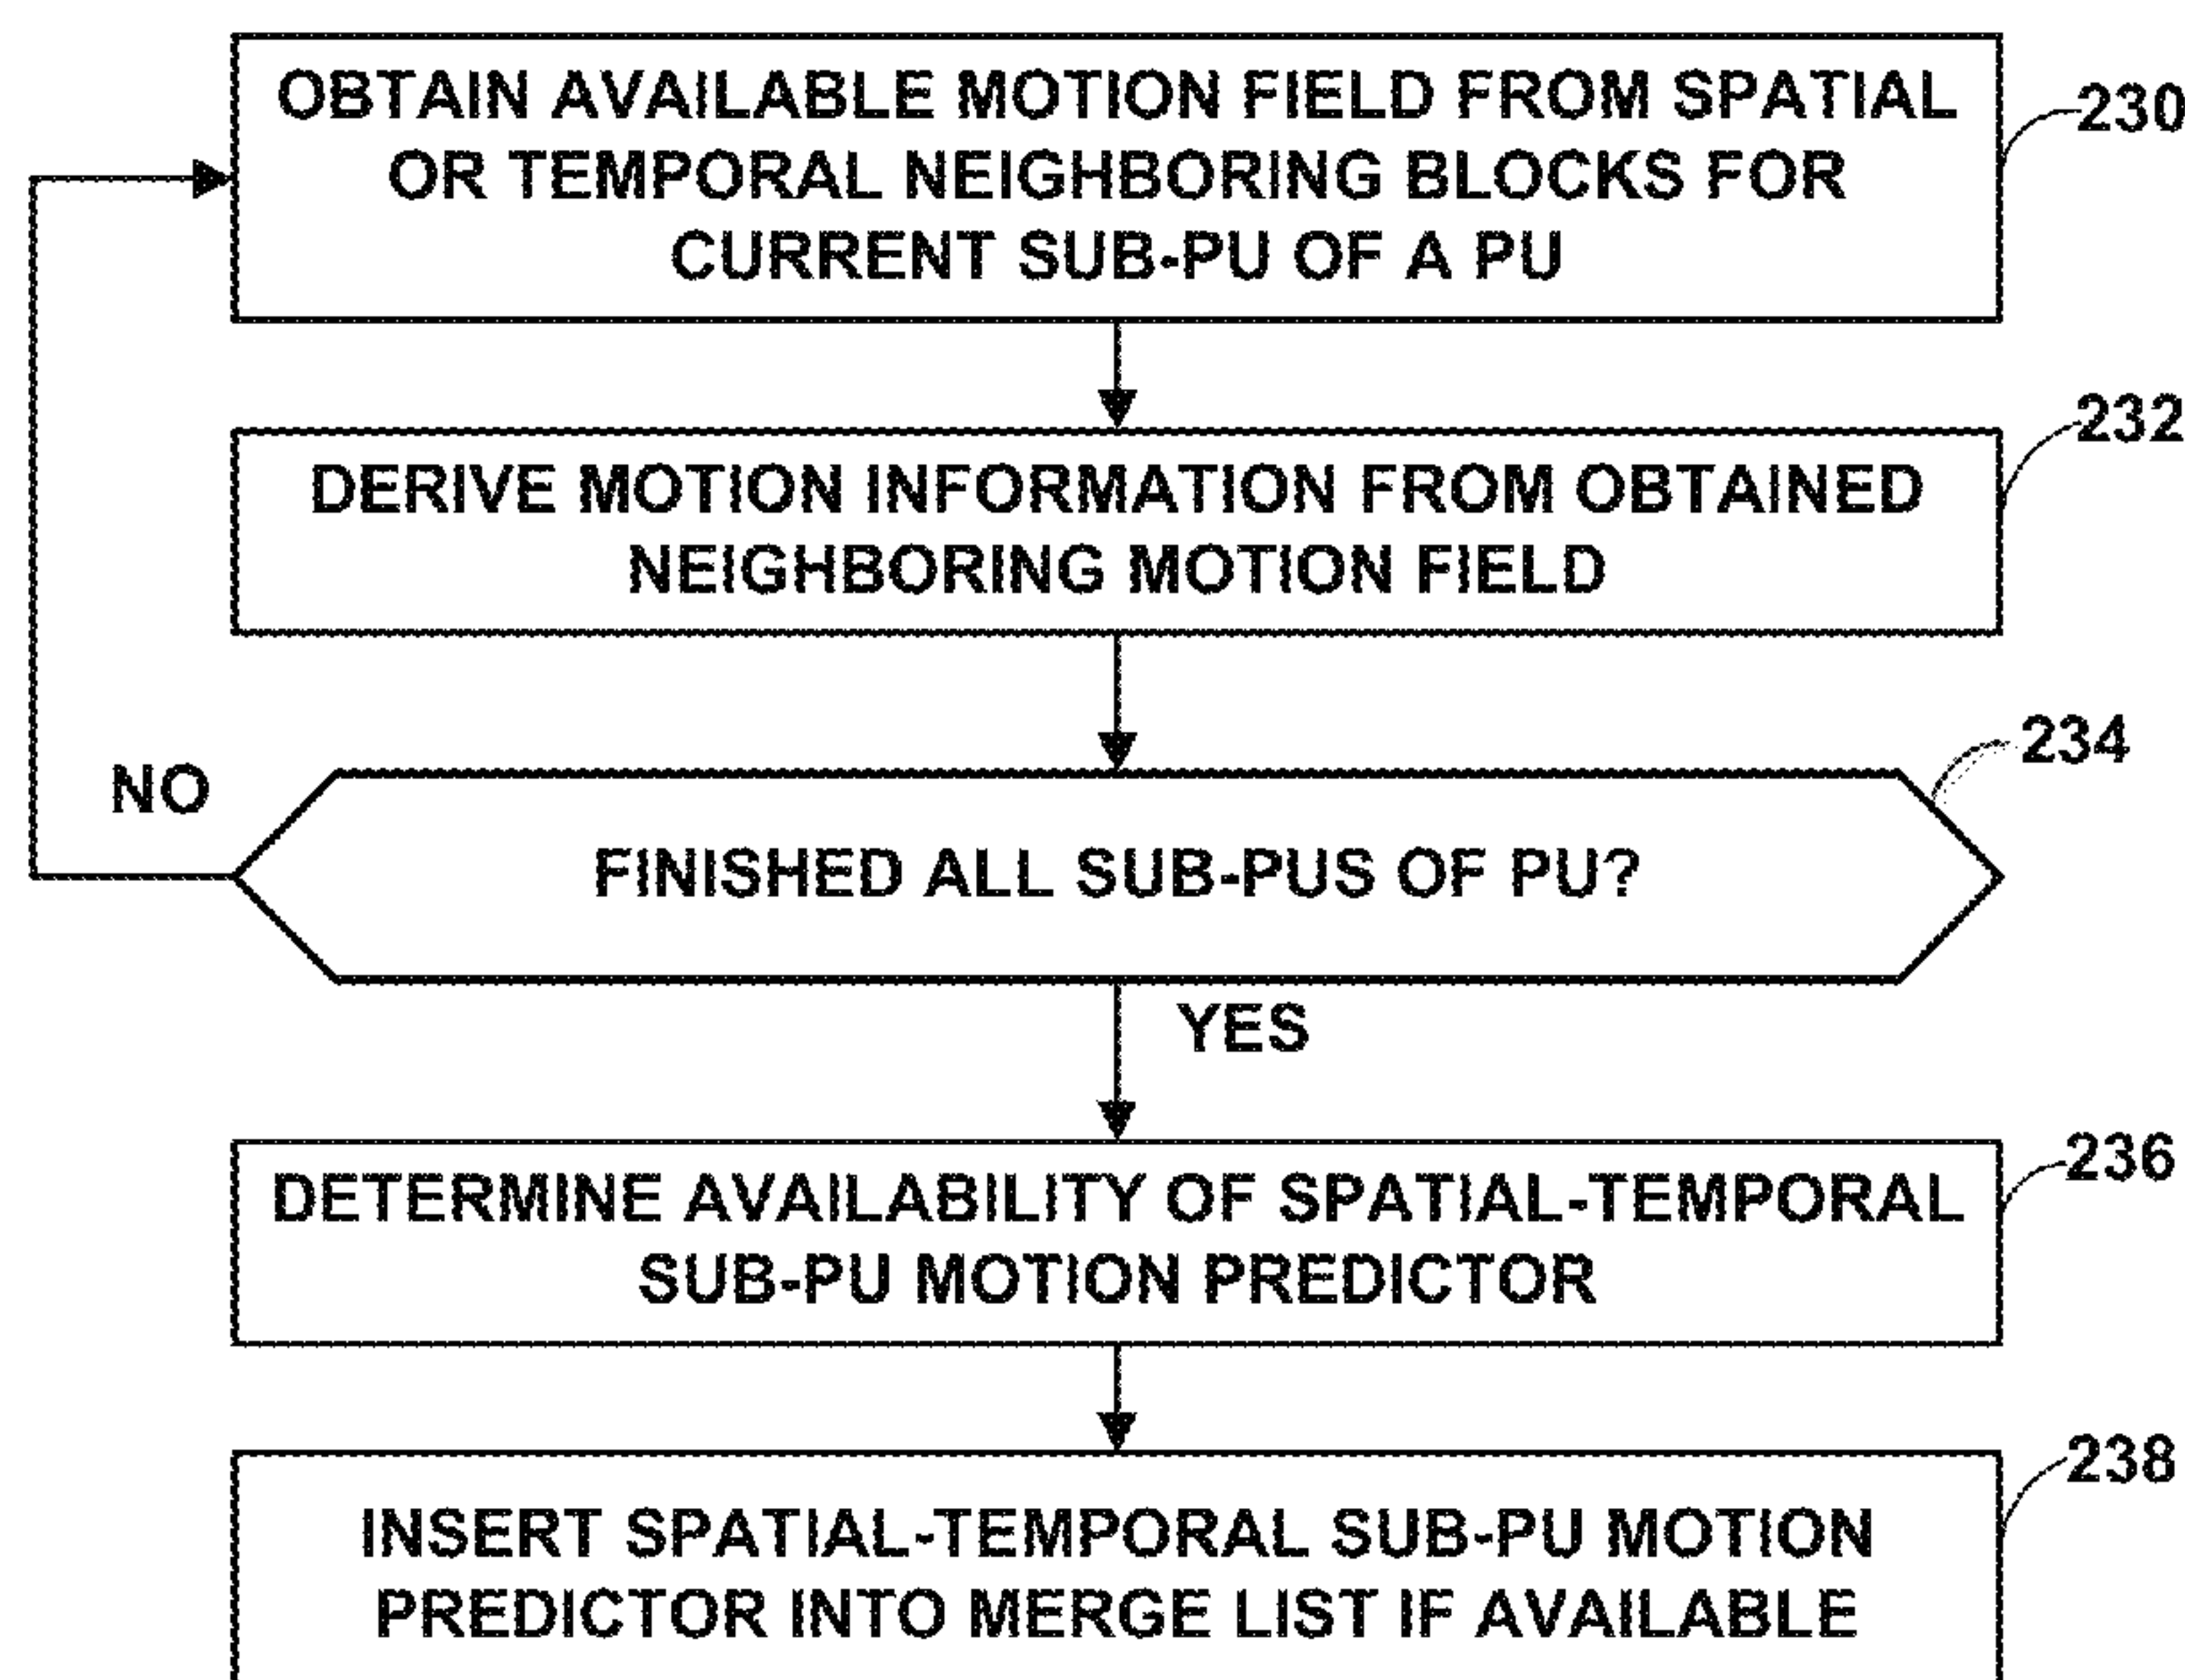 OBTAIN AVAILABLE MOTION FIELD FROM SPATIAL
OR TEMPORAL NEIGHBORING BLOCKS FOR
CURRENT SUB-PU OF A PU
230
DERIVE MOTION INFORMATION FROM OBTAINED
NEIGHBORING MOTION FIELD
232
FINISHED ALL SUB-PUS OF PU?
234
NO
YES
DETERMINE AVAILABILITY OF SPATIAL-TEMPORAL
SUB-PU MOTION PREDICTOR
236
INSERT SPATIAL-TEMPORAL SUB-PU MOTION
PREDICTOR INTO MERGE LIST IF AVAILABLE
238